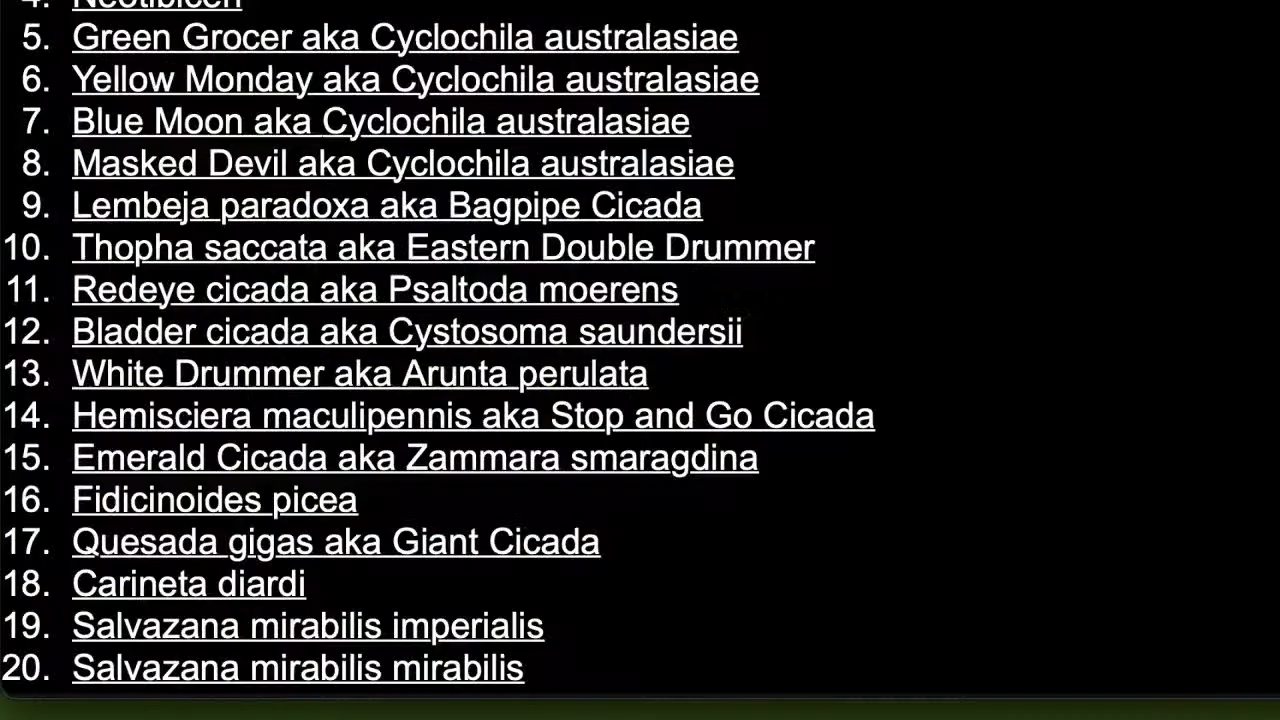 4. Neotibicen
5. Green Grocer aka Cyclochila australasiae
6. Yellow Monday aka Cyclochila australasiae
7. Blue Moon aka Cyclochila australasiae
8. Masked Devil aka Cyclochila australasiae
9. Lembeja paradoxa aka Bagpipe Cicada
10. Thopha saccata aka Eastern Double Drummer
11. Redeye cicada aka Psaltoda moerens
12. Bladder cicada aka Cystosoma saundersii
13. White Drummer aka Arunta perulata
14. Hemisciera maculipennis aka Stop and Go Cicada
15. Emerald Cicada aka Zammara smaragdina
16. Fidicinoides picea
17. Quesada gigas aka Giant Cicada
18. Carineta diardi
19. Salvazana mirabilis imperialis
20. Salvazana mirabilis mirabilis